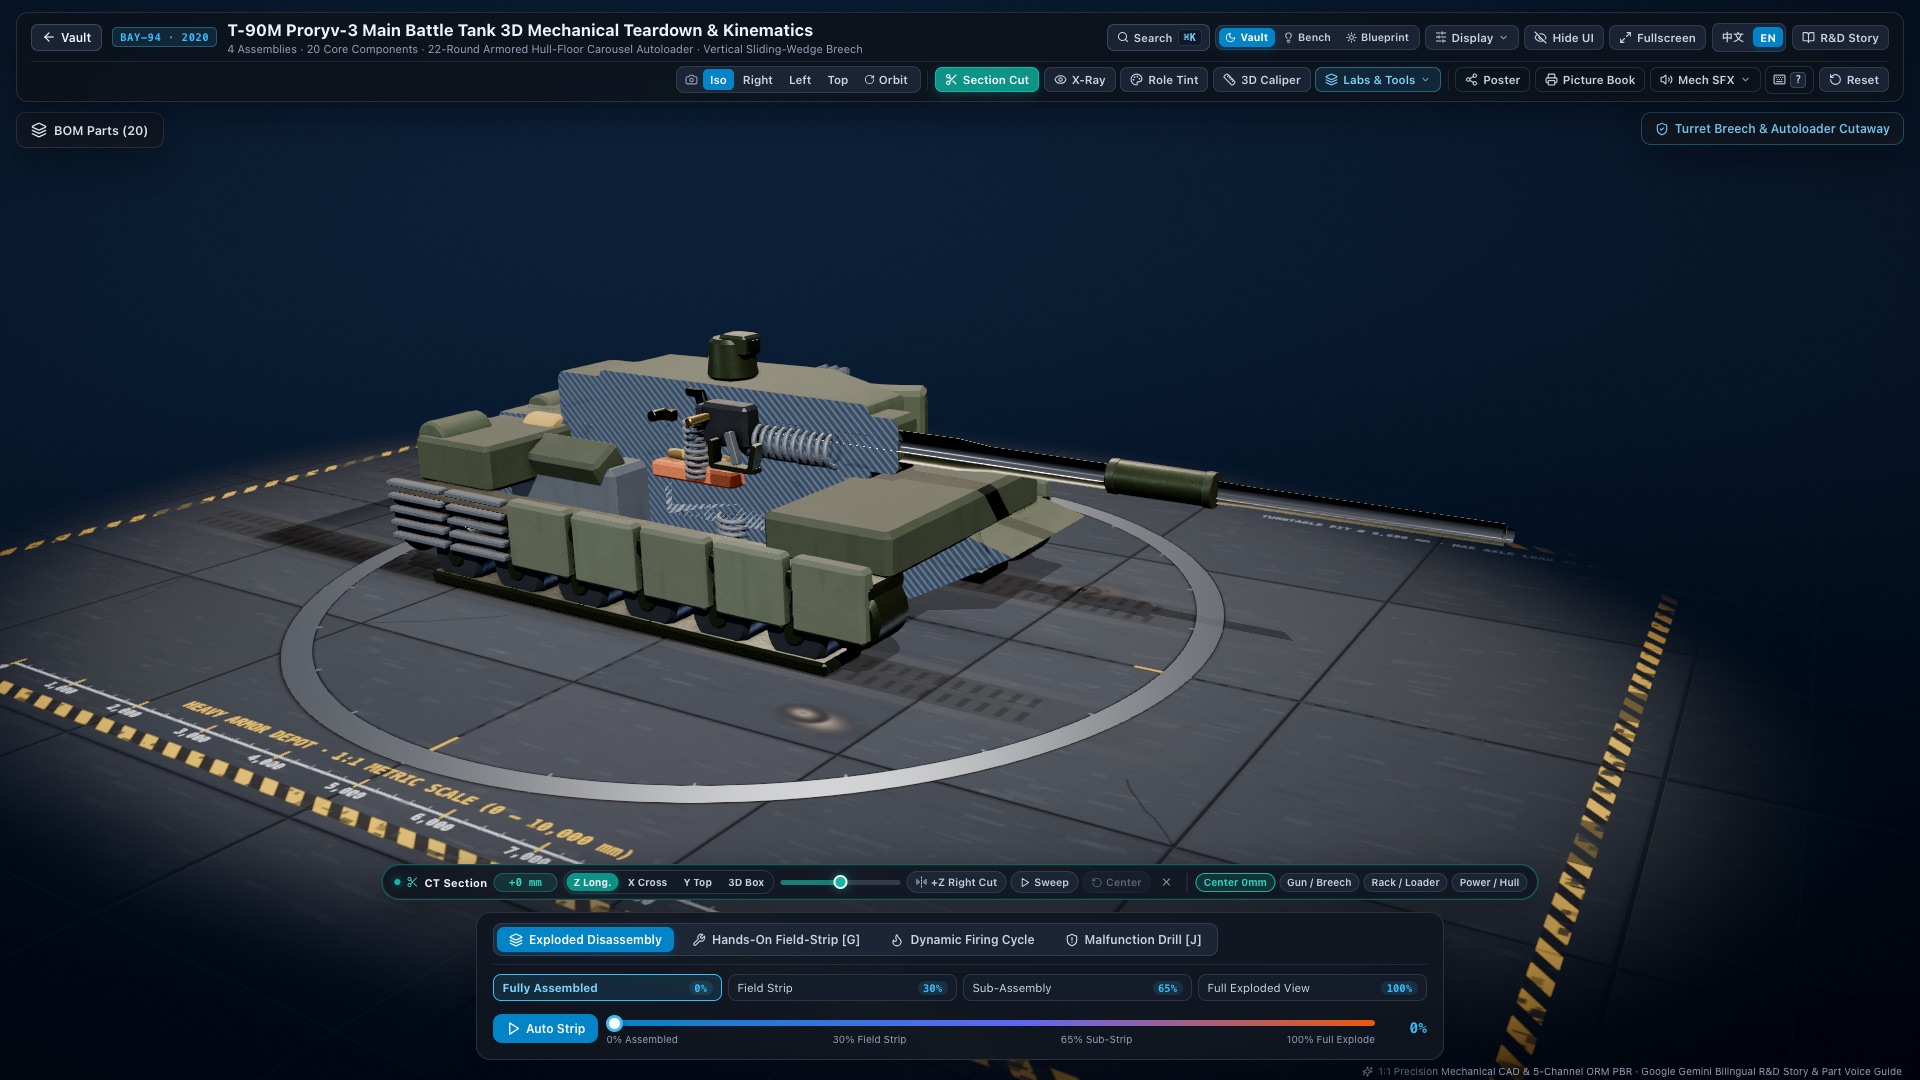 Vault
BAY-94 · 2020
T-90M Proryv-3 Main Battle Tank 3D Mechanical Teardown & Kinematics
4 Assemblies · 20 Core Components · 22-Round Armored Hull-Floor Carousel Autoloader · Vertical Sliding-Wedge Breech
Search ⌘K
Vault
Bench
Blueprint
Display
Hide UI
Fullscreen
中文
EN
R&D Story
Iso
Right
Left
Top
Orbit
Section Cut
X-Ray
Role Tint
3D Caliper
Labs & Tools
Poster
Picture Book
Mech SFX
?
Reset
BOM Parts (20)
Turret Breech & Autoloader Cutaway
HEAVY ARMOR DEPOT · 1:1 METRIC SCALE (0 – 10,000 mm)
1,000
2,000
3,000
4,000
5,000
6,000
7,000
CT Section
+0 mm
Z Long.
X Cross
Y Top
3D Box
+Z Right Cut
Sweep
Center
Center 0mm
Gun / Breech
Rack / Loader
Power / Hull
Exploded Disassembly
Hands-On Field-Strip [G]
Dynamic Firing Cycle
Malfunction Drill [J]
Fully Assembled 0%
Field Strip 30%
Sub-Assembly 65%
Full Exploded View 100%
Auto Strip
0% Assembled
30% Field Strip
65% Sub-Strip
100% Full Explode
0%
1:1 Precision Mechanical CAD & 5-Channel ORM PBR · Google Gemini Bilingual R&D Story & Part Voice Guide